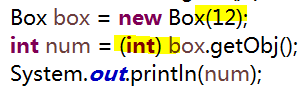 Box box = new Box(12);
int num = (int) box.getObj();
System.out.println(num);